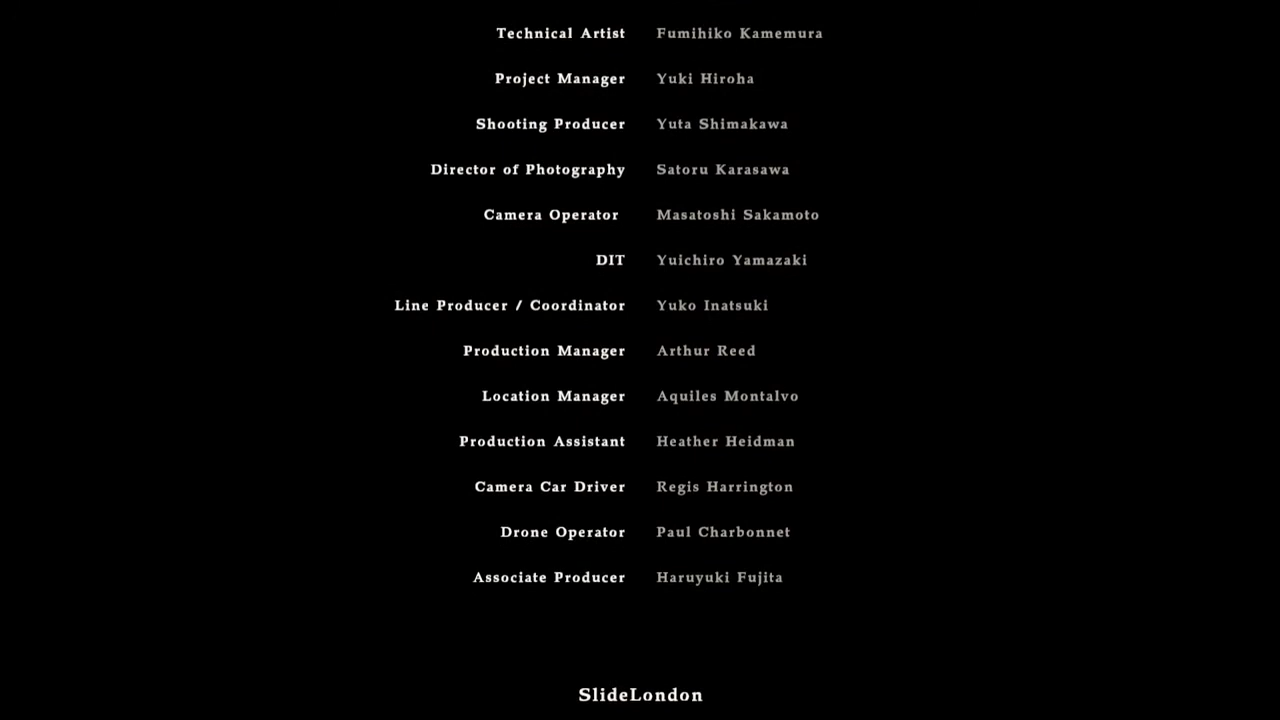 Technical Artist Fumihiko Kamemura
Project Manager Yuki Hiroha
Shooting Producer Yuta Shimakawa
Director of Photography Satoru Karasawa
Camera Operator Masatoshi Sakamoto
DIT Yuichiro Yamazaki
Line Producer / Coordinator Yuko Inatsuki
Production Manager Arthur Reed
Location Manager Aquiles Montalvo
Production Assistant Heather Heidman
Camera Car Driver Regis Harrington
Drone Operator Paul Charbonnet
Associate Producer Haruyuki Fujita
SlideLondon